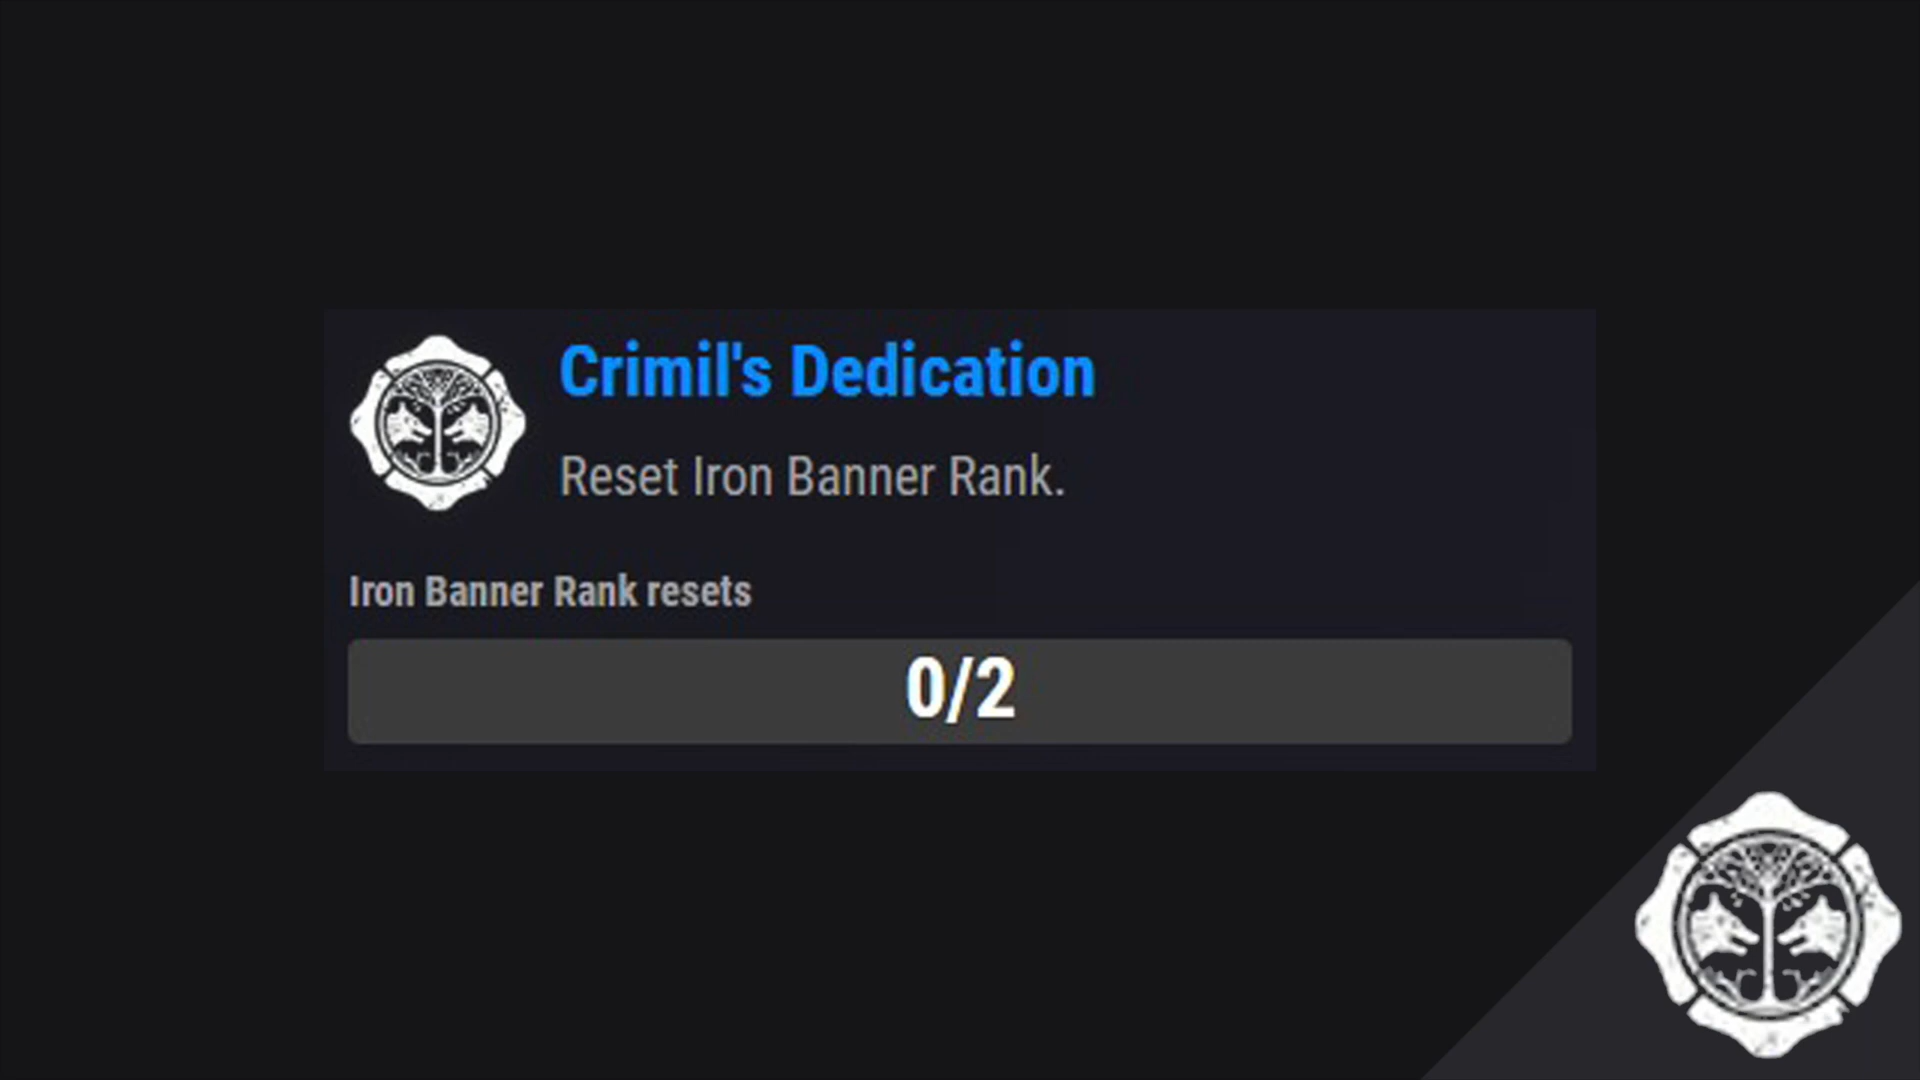 Crimil's Dedication
Reset Iron Banner Rank.
Iron Banner Rank resets
0/2